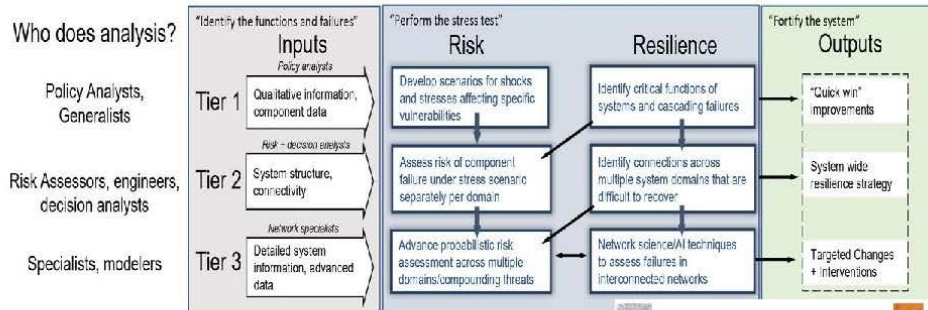 Who does analysis?
Policy Analysts,
Generalists
Risk Assessors, engineers,
decision analysts
Specialists, modelers
"Identify the functions and failures"
Inputs
Policy analysts
Tier 1
Qualitative information,
component data
Risk + decision analysts
Tier 2
System structure,
connectivity
Network specialists
Tier 3
Detailed system
information, advanced
data
"Perform the stress test"
Risk
Develop scenarios for shocks
and stresses affecting specific
vulnerabilities
Assess risk of component
failure under stress scenario
separately per domain
Advance probabilistic risk
assessment across multiple
domains/compounding threats
Resilience
Identify critical functions of
systems and cascading failures
Identify connections across
multiple system domains that are
difficult to recover
Network science/AI techniques
to assess failures in
interconnected networks
"Fortify the system"
Outputs
"Quick win"
improvements
System wide
resilience strategy
Targeted Changes
+ Interventions